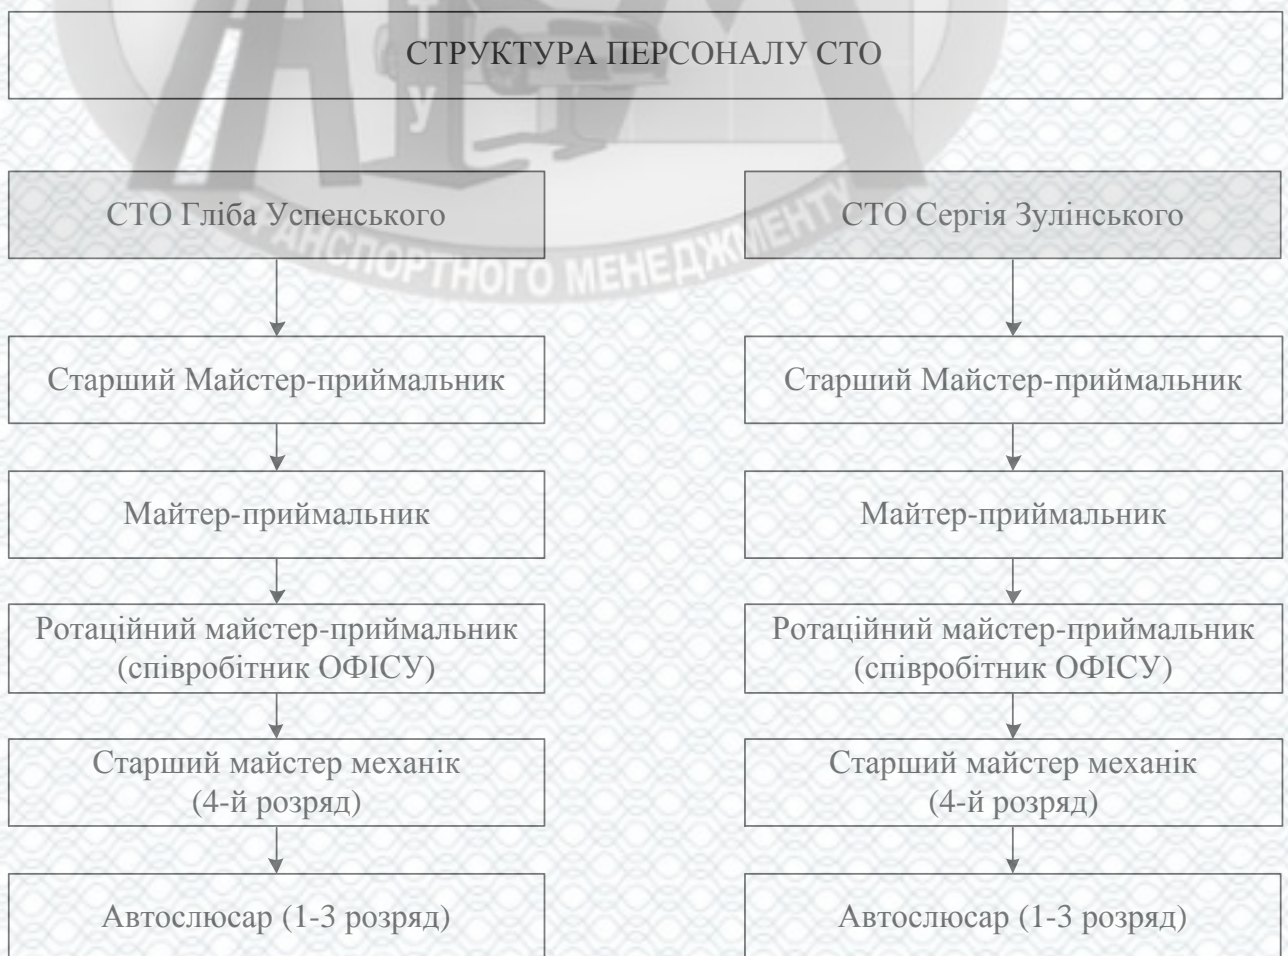 СТРУКТУРА ПЕРСОНАЛУ СТО
СТО Гліба Успенського
Старший Майстер-приймальник
Майтер-приймальник
Ротаційний майстер-приймальник
(співробітник ОФІСУ)
Старший майстер механік
(4-й розряд)
Автослюсар (1-3 розряд)
СТО Сергія Зулінського
Старший Майстер-приймальник
Майтер-приймальник
Ротаційний майстер-приймальник
(співробітник ОФІСУ)
Старший майстер механік
(4-й розряд)
Автослюсар (1-3 розряд)
Т
У
МЕНЕДЖМЕНТУ